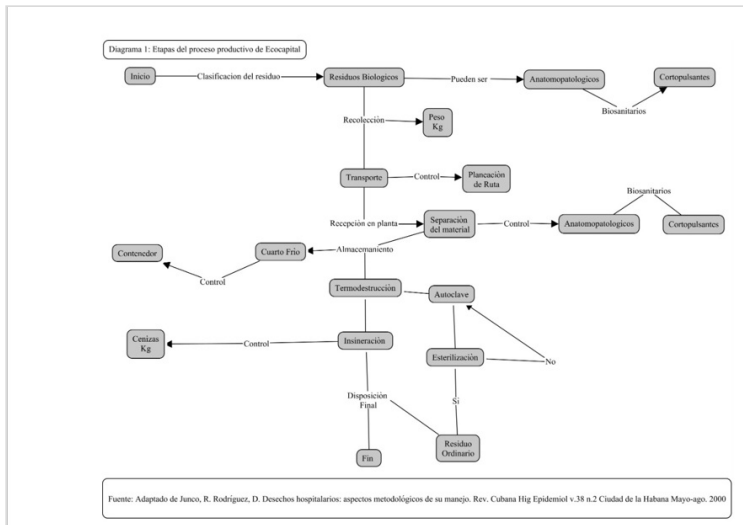 Diagrama 1: Etapas del proceso productivo de Ecocapital
Inicio
Clasificacion del residuo
Residuos Biologicos
Pueden ser
Anatomopatologicos
Cortopulsantes
Biosanitarios
Recolección
Peso
Kg
Transporte
Control
Planeación
de Ruta
Biosanitarios
Recepción en planta
Separación
del material
Control
Anatomopatologicos
Cortopulsantes
Contenedor
Cuarto Frio
Almacemaniento
Control
Termodestrucción
Autoclave
Cenizas
Kg
Control
Insineración
Esterilización
No
Disposición
Final
Si
Residuo
Ordinario
Fin
Fuente: Adaptado de Junco, R. Rodríguez, D. Desechos hospitalarios: aspectos metodológicos de su manejo. Rev. Cubana Hig Epidemiol v.38 n.2 Ciudad de la Habana Mayo-ago. 2000